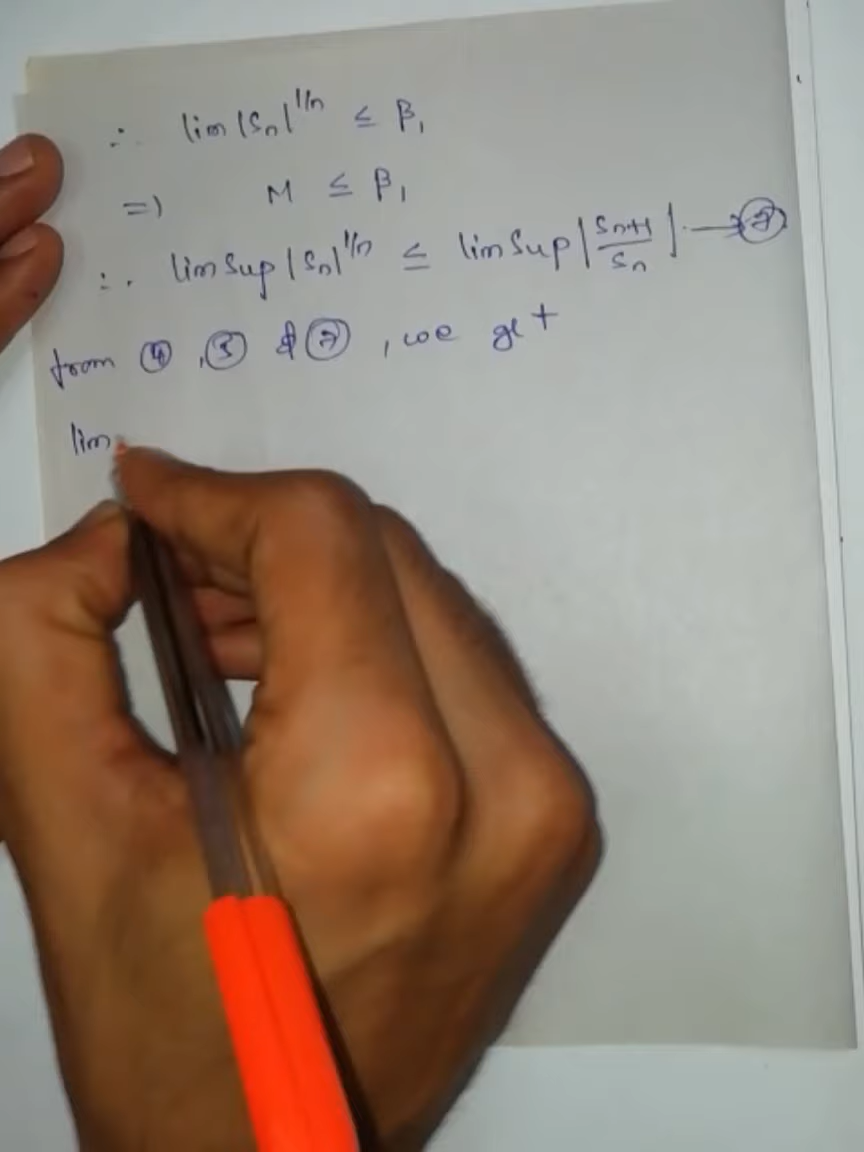 ∴ lim |Sn|^1/n ≤ β1
=) M ≤ β1
∴ lim Sup |Sn|^1/n ≤ lim Sup |Sn+1/Sn| → (7)
from (4), (5) & (7), we get
lim